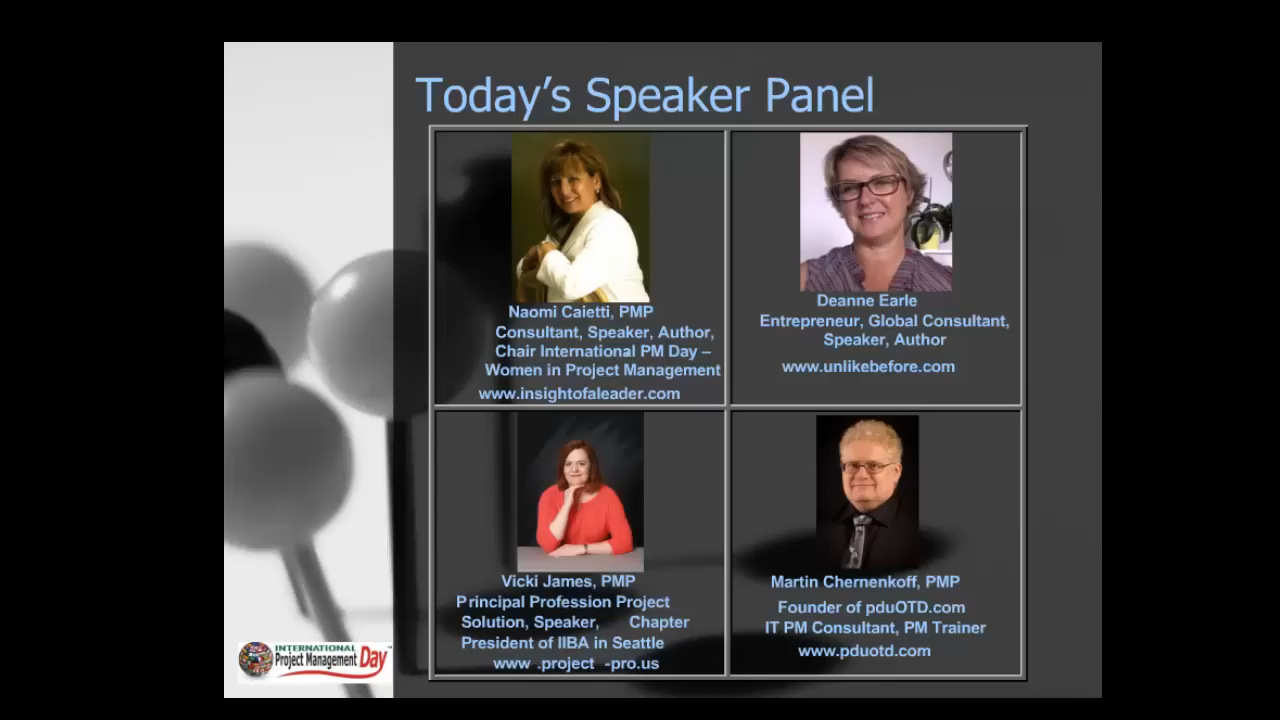 Today's Speaker Panel
Naomi Caietti, PMP
Consultant, Speaker, Author,
Chair International PM Day –
Women in Project Management
www.insightofaleader.com
Deanne Earle
Entrepreneur, Global Consultant,
Speaker, Author
www.unlikebefore.com
Vicki James, PMP
Principal Profession Project
Solution, Speaker, Chapter
President of IIBA in Seattle
www .project -pro.us
Martin Chernenkoff, PMP
Founder of pduOTD.com
IT PM Consultant, PM Trainer
www.pduotd.com
INTERNATIONAL
Project Management Day